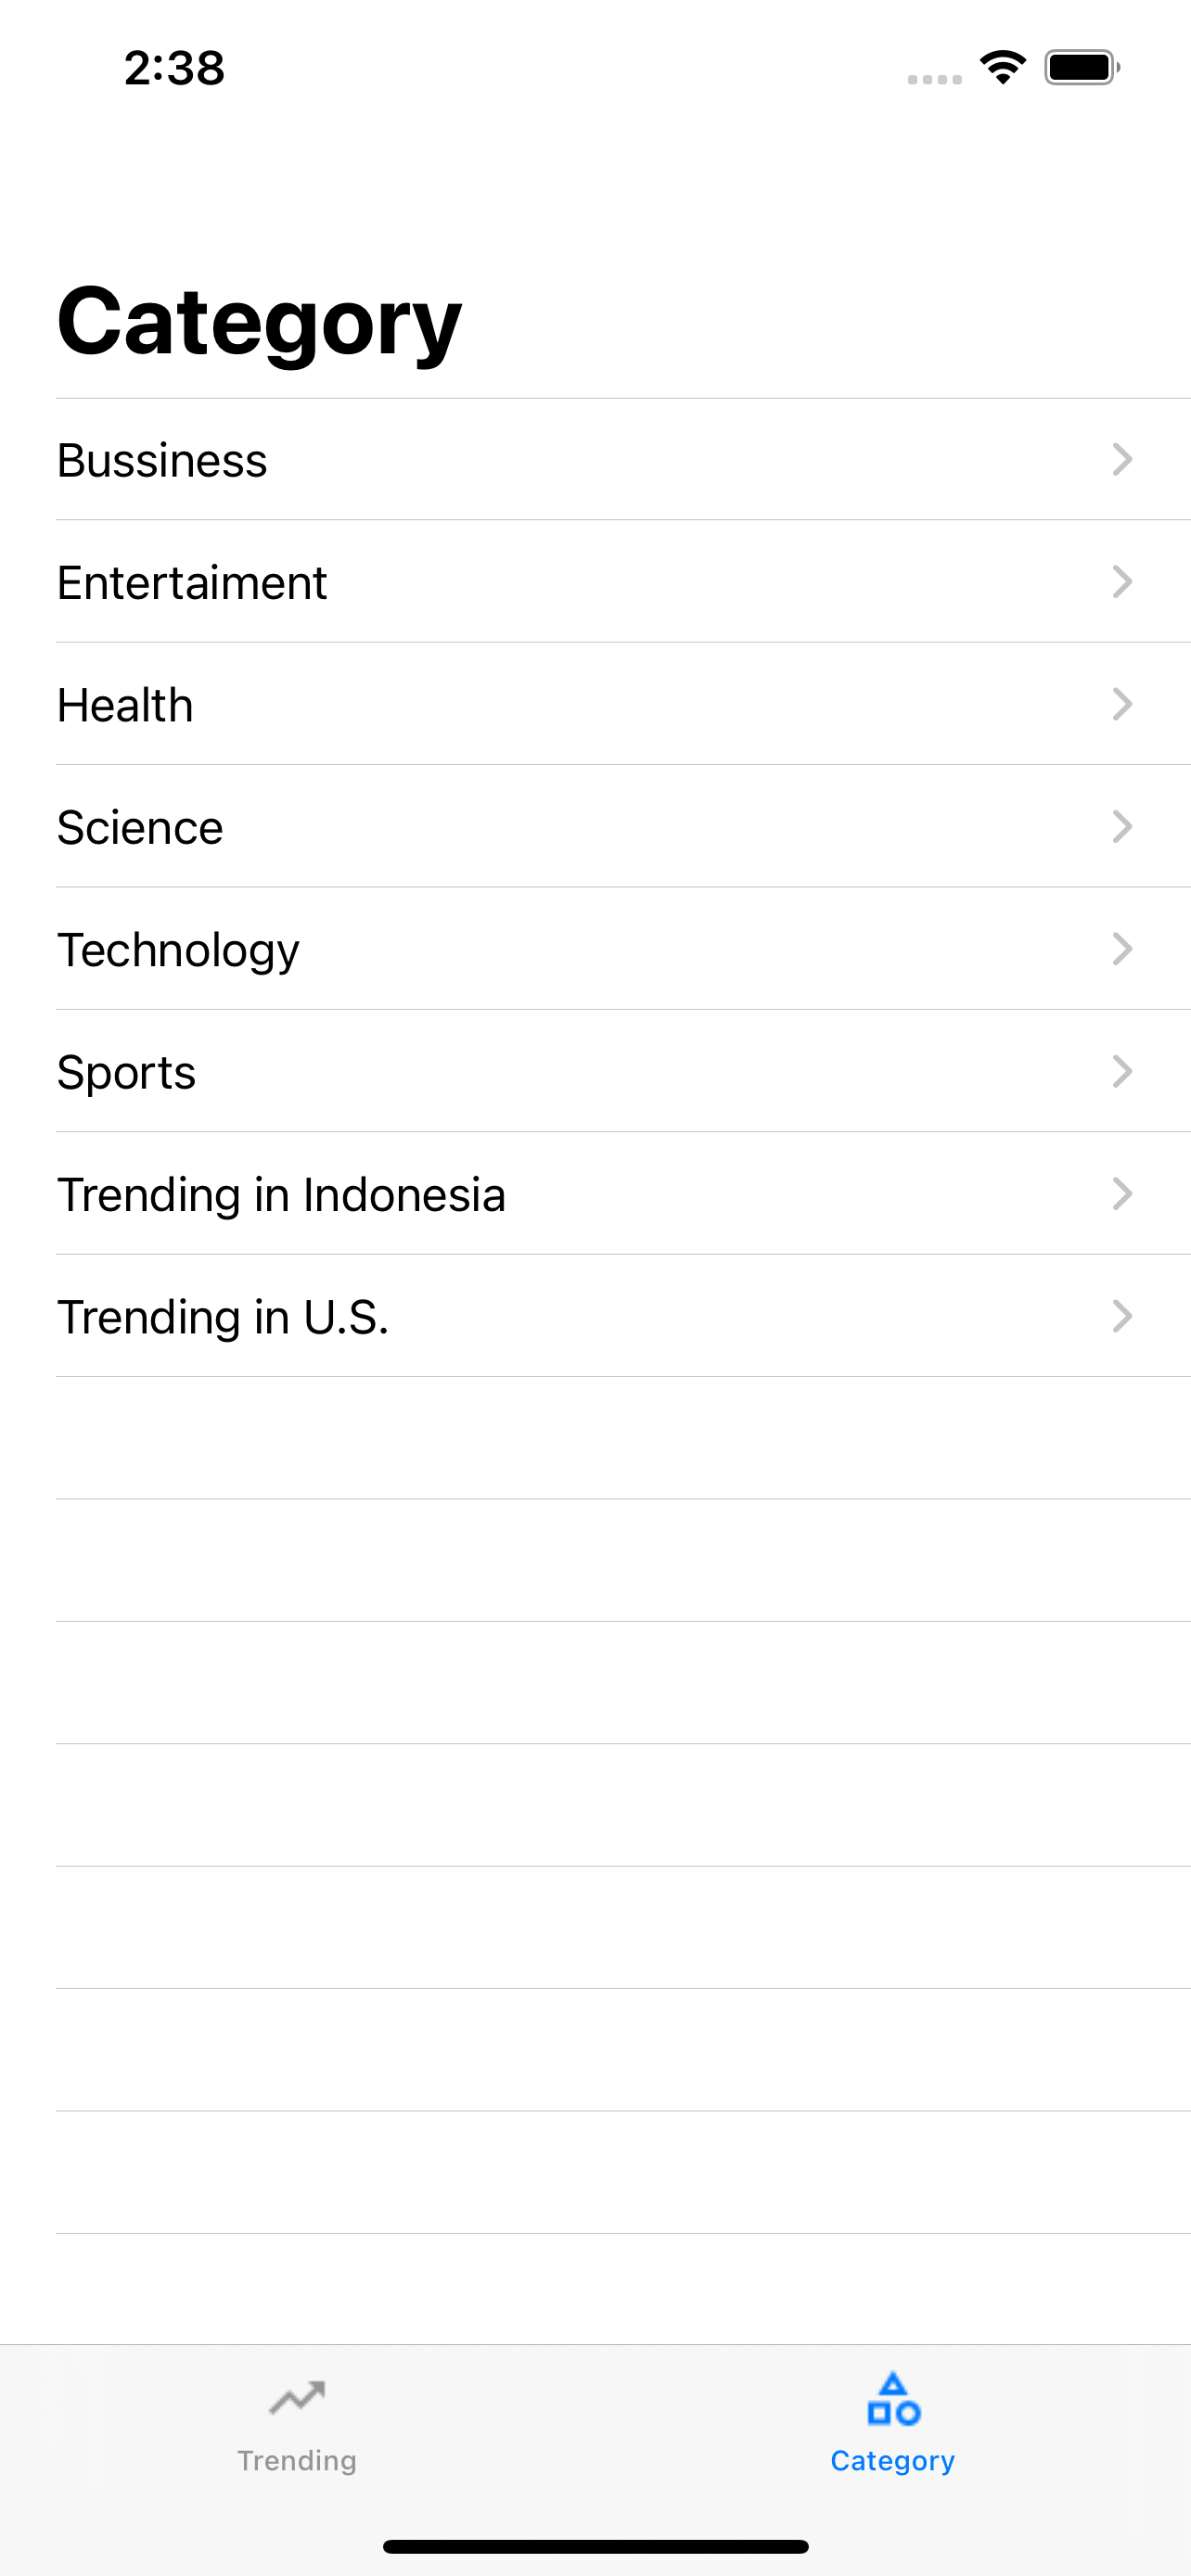 2:38
Category
Bussiness
Entertaiment
Health
Science
Technology
Sports
Trending in Indonesia
Trending in U.S.
Trending
Category